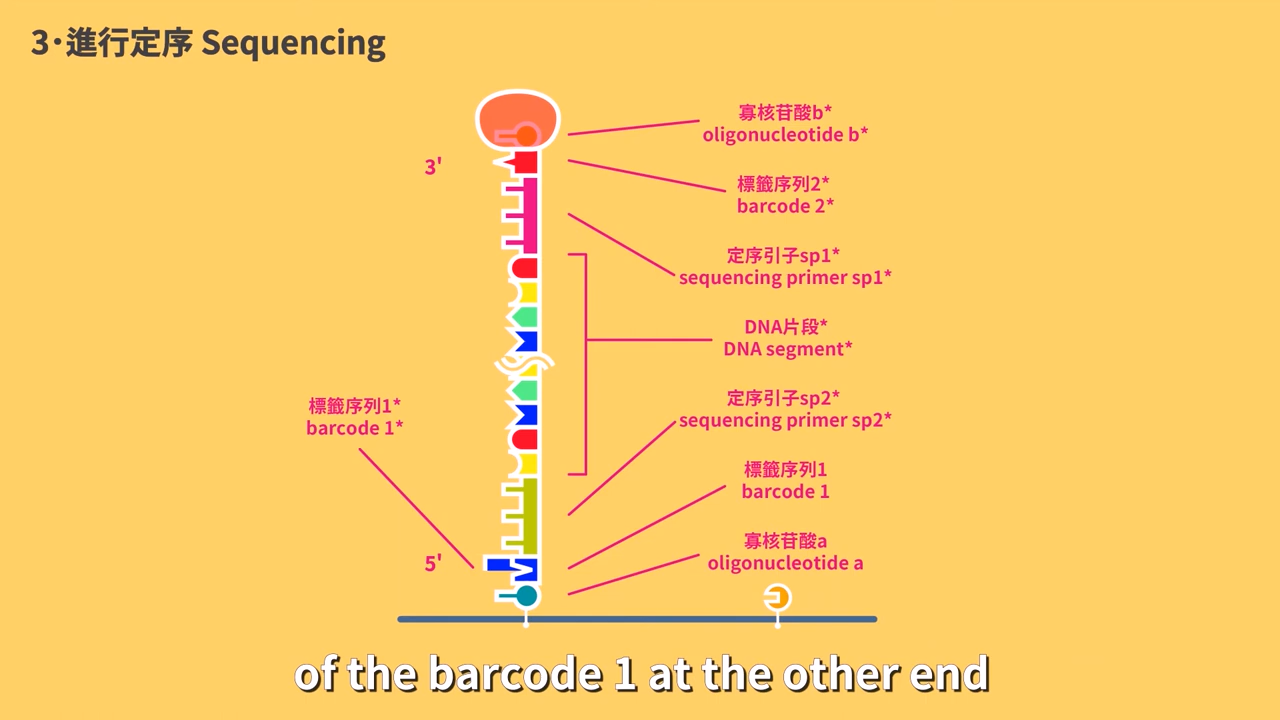 3·進行定序 Sequencing
寡核苷酸b*
oligonucleotide b*
3'
標籤序列2*
barcode 2*
定序引子sp1*
sequencing primer sp1*
DNA片段*
DNA segment*
定序引子sp2*
sequencing primer sp2*
標籤序列1*
barcode 1*
標籤序列1
barcode 1
5'
寡核苷酸a
oligonucleotide a
of the barcode 1 at the other end